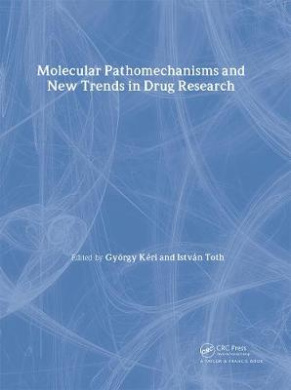 Molecular Pathomechanisms and
New Trends in Drug Research
Edited by György Kéri and István Toth
CRC Press